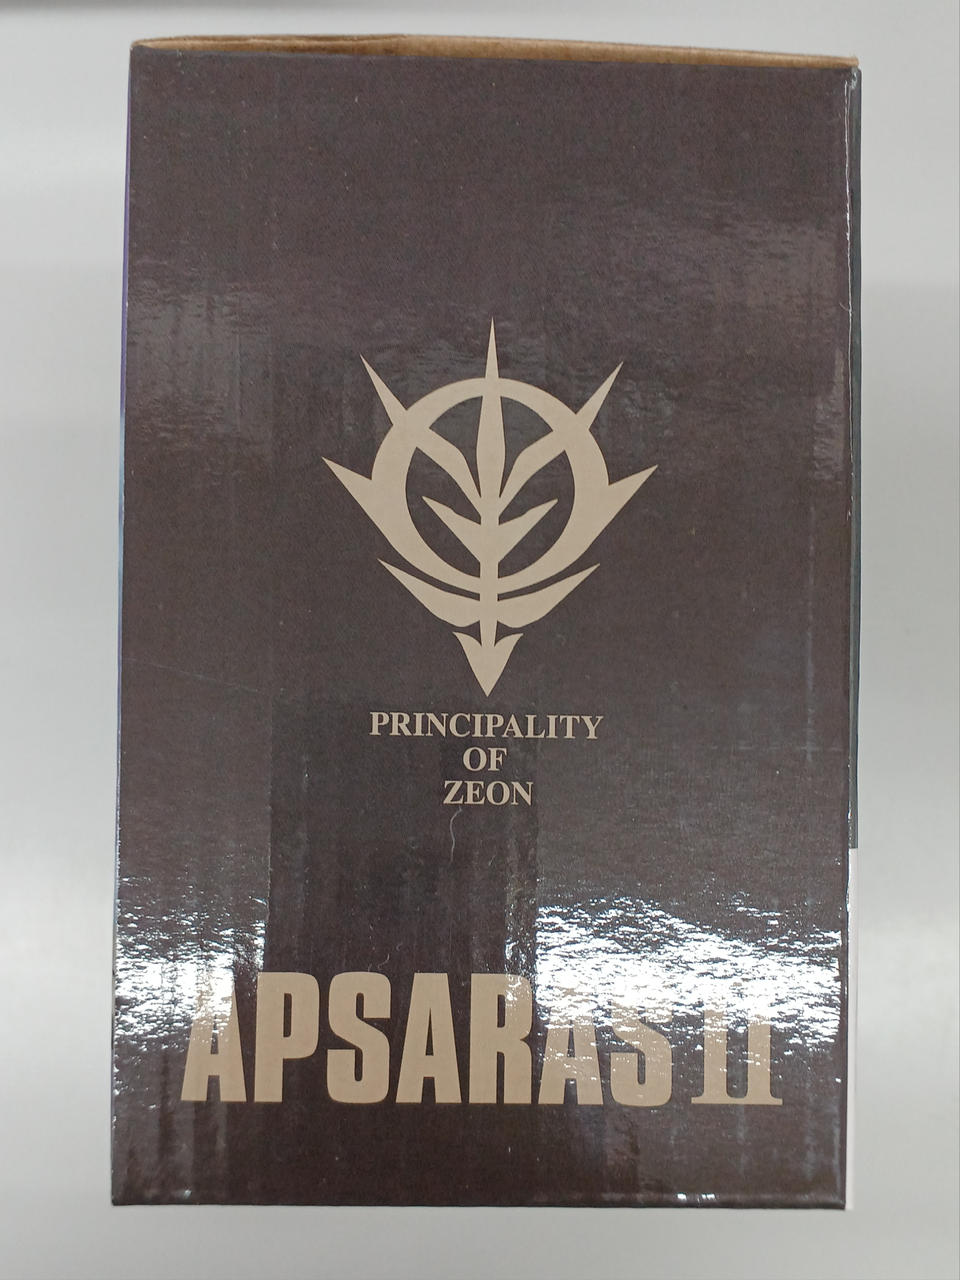 PRINCIPALITY
OF
ZEON
APSARAS II